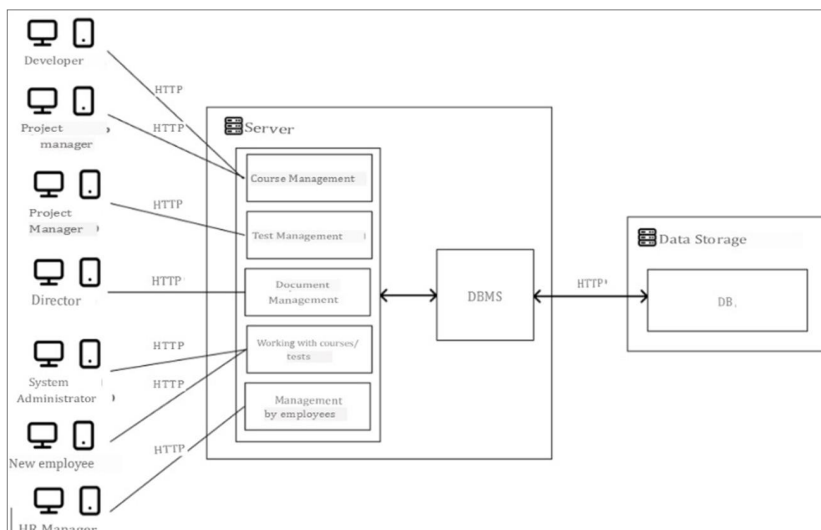 Developer
HTTP
Project
manager
HTTP
Project
Manager
HTTP
Director
HTTP
System
Administrator
HTTP
New employee
HTTP
HR Manager
HTTP
Server
Course Management
Test Management
Document
Management
Working with courses/
tests
Management
by employees
DBMS
HTTP
Data Storage
DB